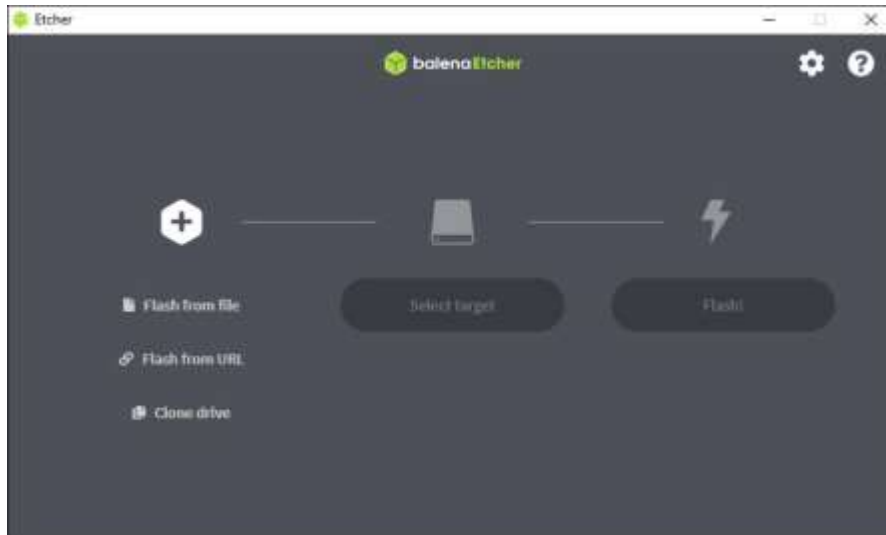 Etcher
balenaEtcher
Flash from file
Select target
Flash!
Flash from URL
Clone drive